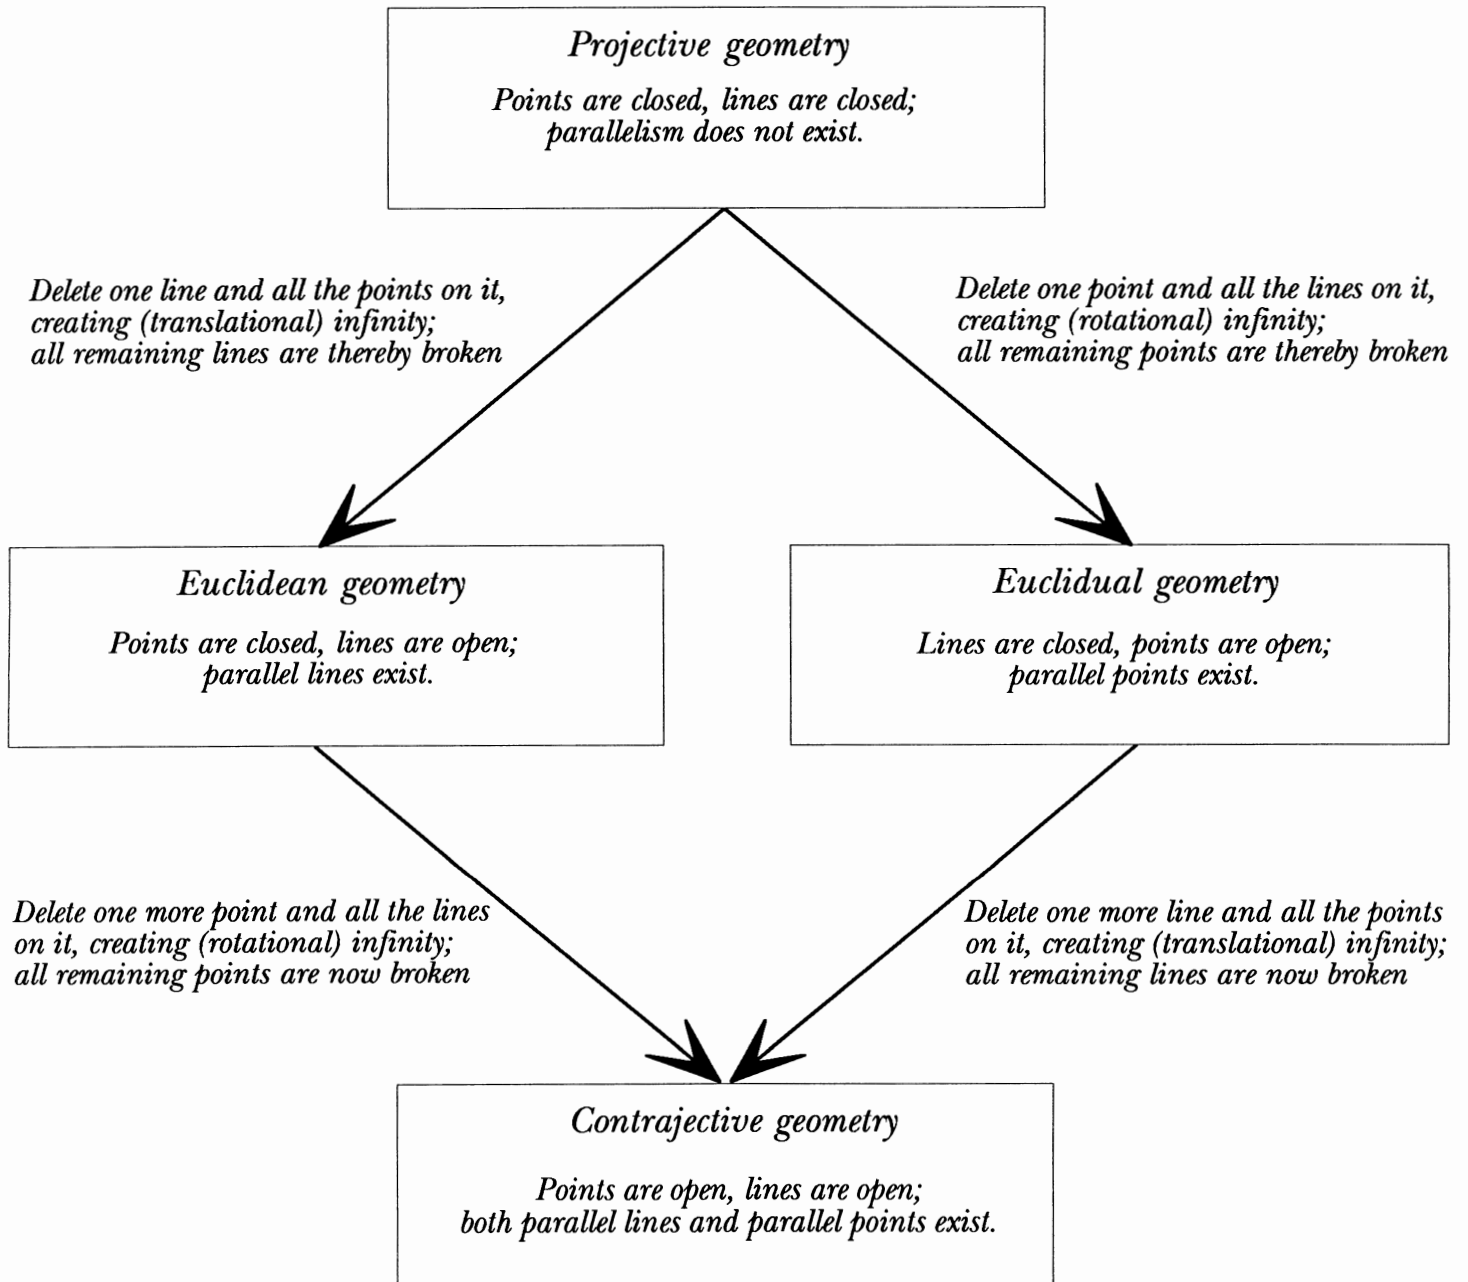 Projective geometry
Points are closed, lines are closed;
parallelism does not exist.
Delete one line and all the points on it,
creating (translational) infinity;
all remaining lines are thereby broken
Delete one point and all the lines on it,
creating (rotational) infinity;
all remaining points are thereby broken
Euclidean geometry
Points are closed, lines are open;
parallel lines exist.
Euclidual geometry
Lines are closed, points are open;
parallel points exist.
Delete one more point and all the lines
on it, creating (rotational) infinity;
all remaining points are now broken
Delete one more line and all the points
on it, creating (translational) infinity;
all remaining lines are now broken
Contrajective geometry
Points are open, lines are open;
both parallel lines and parallel points exist.